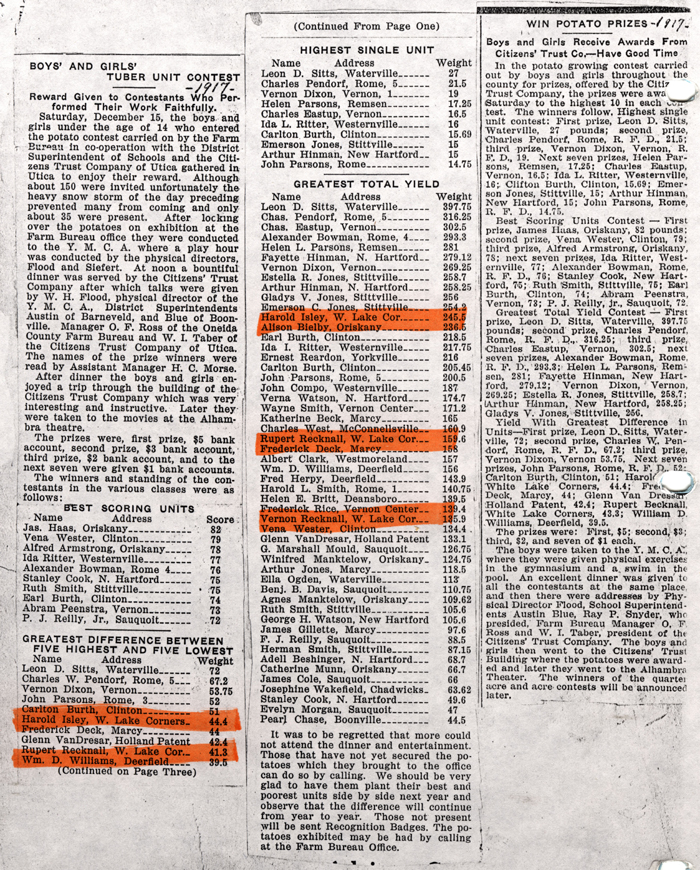 BOYS' AND GIRLS'
TUBER UNIT CONTEST
-1917-
Reward Given to Contestants Who Per-
formed Their Work Faithfully.
Saturday, December 15, the boys and
girls under the age of 14 who entered
the potato contest carried on by the Farm
Bureau in co-operation with the District
Superintendent of Schools and the Citi-
zens Trust Company of Utica gathered in
Utica to enjoy their reward. Although
about 150 were invited unfortunately the
heavy snow storm of the day preceding
prevented many from coming and only
about 35 were present. After locking
over the potatoes on exhibition at the
Farm Bureau office they were conducted
to the Y. M. C. A. where a play hour
was conducted by the physical directors,
Flood and Siefert. At noon a bountiful
dinner was served by the Citizens Trust
Company after which talks were given
by W. H. Flood, physical director of the
Y. M. C. A., District Superintendents
Austin of Barneveld, and Blue of Boon-
ville. Manager O. F. Ross of the Oneida
County Farm Bureau and W. I. Taber of
the Citizens Trust Company of Utica.
The names of the prize winners were
read by Assistant Manager H. C. Morse.
After dinner the boys and girls en-
joyed a trip through the building of the
Citizens Trust Company which was very
interesting and instructive. Later they
were taken to the movies at the Alham-
bra theatre.
The prizes were, first prize, $5 bank
account, second prize, $3 bank account,
third prize, $2 bank account, and to the
next seven were given $1 bank accounts.
The winners and standing of the con-
testants in the various classes were as
follows:
BEST SCORING UNITS
Name Address Score
Jas. Haas, Oriskany 82
Vena Wester, Clinton 79
Alfred Armstrong, Oriskany 78
Ida Ritter, Westernville 77
Alexander Bowman, Rome 4 76
Stanley Cook, N. Hartford 75
Ruth Smith, Stittville 75
Earl Burth, Clinton 74
Abram Peenstra, Vernon 73
P. J. Reilly, Jr., Sauquoit 72
GREATEST DIFFERENCE BETWEEN
FIVE HIGHEST AND FIVE LOWEST
Name Address Weight
Leon D. Sitts, Waterville 72
Charles W. Pendorf, Rome, 5 67.2
Vernon Dixon, Vernon 53.75
John Parsons, Rome, 3 52
Carlton Burth, Clinton 51
Harold Isley, W. Lake Corners 44.4
Frederick Deck, Marcy 44
Glenn VanDresar, Holland Patent 42.4
Rupert Recknall, W. Lake Cor. 41.3
Wm. D. Williams, Deerfield 39.5
(Continued on Page Three)
(Continued From Page One)
HIGHEST SINGLE UNIT
Name Address Weight
Leon D. Sitts, Waterville 27
Charles Pendorf, Rome, 5 21.5
Vernon Dixon, Vernon, 1 19
Helen Parsons, Remsen 17.25
Charles Eastup, Vernon 16.5
Ida L. Ritter, Westernville 16
Carlton Burth, Clinton 15.69
Emerson Jones, Stittville 15
Arthur Hinman, New Hartford 15
John Parsons, Rome 14.75
GREATEST TOTAL YIELD
Name Address Weight
Leon D. Sitts, Waterville 397.75
Chas. Pendorf, Rome, 5 316.25
Chas. Eastup, Vernon 302.5
Alexander Bowman, Rome, 4 293.3
Helen L. Parsons, Remsen 281
Fayette Hinman, N. Hartford 279.12
Vernon Dixon, Vernon 269.25
Estella R. Jones, Stittville 258.7
Arthur Hinman, N. Hartford 258.25
Gladys V. Jones, Stittville 256
Emerson C. Jones, Stittville 254.2
Harold Isley, W. Lake Cor. 245.5
Alison Bielby, Oriskany 236.5
Earl Burth, Clinton 218.5
Ida I. Ritter, Westernville 217.75
Ernest Reardon, Yorkville 216
Carlton Burth, Clinton 205.45
John Parsons, Rome, 5 200.5
John Compo, Westernville 187
Verna Watson, N. Hartford 174.7
Wayne Smith, Vernon Center 171.2
Katherine Beck, Marcy 165
Charles West, McConnellsville 160.9
Rupert Recknall, W. Lake Cor. 159.6
Frederick Deck, Marcy 158
Albert Clark, Westmoreland 157
Wm. D. Williams, Deerfield 156
Fred Herpy, Deerfield 143.9
Harold L. Smith, Rome, 1 140.75
Helen E. Britt, Deansboro 139.5
Frederick Rice, Vernon Center 139.4
Vernon Recknall, W. Lake Cor. 135.9
Vena Wester, Clinton 134.4
Glenn VanDresar, Holland Patent 133.1
G. Marshall Mould, Sauquoit 126.75
Winifred Manktelow, Oriskany 124.75
Arthur Jones, Marcy 118.5
Ella Ogden, Waterville 113
Benj. B. Davis, Sauquoit 110.75
Agnes Manktelow, Oriskany 109.62
Ruth Smith, Stittville 105.6
George H. Watson, New Hartford 105.6
James Gillette, Marcy 97.6
F. J. Reilly, Sauquoit 88.5
Herman Smith, Stittville 87.15
Adell Beshinger, N. Hartford 68.7
Catherine Munn, Oriskany 66.7
James Cole, Sauquoit 66
Josephine Wakefield, Chadwicks 63.62
Stanley Cook, N. Hartford 49.6
Evelyn Morgan, Sauquoit 47
Pearl Chase, Boonville 44.5
It was to be regretted that more could
not attend the dinner and entertainment.
Those that have not yet secured the po-
tatoes which they brought to the office
can do so by calling. We should be very
glad to have them plant their best and
poorest units side by side next year and
observe that the difference will continue
from year to year. Those not present
will be sent Recognition Badges. The po-
tatoes exhibited may be had by calling
at the Farm Bureau Office.
WIN POTATO PRIZES -1917-
Boys and Girls Receive Awards From
Citizens' Trust Co.—Have Good Time
In the potato growing contest carried
out by boys and girls throughout the
county for prizes, offered by the Citizens
Trust Company, the prizes were awa
Saturday to the highest 10 in each con-
test. The winners follow, Highest single
unit contest: First prize, Leon D. Sitts,
Waterville, 27 pounds; second prize,
Charles Pendorf, Rome, R. F. D., 21.5;
third prize, Vernon Dixon, Vernon, R.
F. D., 19. Next seven prizes, Helen Par-
sons, Remsen, 17.25; Charles Eastup,
Vernon, 16.5; Ida L. Ritter, Westernville,
16; Clifton Burth, Clinton, 15.69; Emer-
son Jones, Stittville, 15; Arthur Hinman,
New Hartford, 15; John Parsons, Rome,
R. F. D., 14.75.
Best Scoring Units Contest — First
prize, James Haas, Oriskany, 82 pounds;
second prize, Vena Wester, Clinton, 79;
third prize, Alfred Armstrong, Oriskany,
78; next seven prizes, Ida Ritter, West-
ernville, 77; Alexander Bowman, Rome,
R. F. D., 76; Stanley Cook, New Hart-
ford, 75; Ruth Smith, Stittville, 75; Earl
Burth, Clinton, 74; Abram Feenstra,
Vernon, 73; P. J. Reilly, Jr., Sauquoit, 72.
Greatest Total Yield Contest — First
prize, Leon D. Sitts, Waterville, 397.75
pounds; second prize, Charles Pendorf,
Rome, R. F. D., 316.25; third prize,
Charles Eastup, Vernon, 302.5; next
seven prizes, Alexander Bowman, Rome,
R. F. D., 293.3; Helen L. Parsons, Rem-
sen, 281; Fayette Hinman, New Hart-
ford, 279.12; Vernon Dixon, Vernon,
269.25; Estella R. Jones, Stittville, 258.7;
Arthur Hinman, New Hartford, 258.25;
Gladys V. Jones, Stittville, 256.
Yield With Greatest Difference in
Units—First prize, Leon D. Sitts, Water-
ville, 72; second prize, Charles W. Pen-
dorf, Rome, R. F. D., 67.2; third prize,
Vernon Dixon, Vernon 53.75. Next seven
prizes, John Parsons, Rome, R. F. D., 52;
Carlton Burth, Clinton, 51; Harol
White Lake Corners, 44.4; Fre
Deck, Marcy, 44; Glenn Van Dressar,
Holland Patent, 42.4; Rupert Recknall,
White Lake Corners, 43.3; William D.
Williams, Deerfield, 39.5.
The prizes were: First, $5; second, $3;
third, $2, and seven of $1 each.
The boys were taken to the Y. M. C. A.
where they were given physical exercises
in the gymnasium and a swim in the
pool. An excellent dinner was given to
all the contestants at the same place,
and then there were addresses by Phy-
sical Director Flood, School Superintend-
ents Austin Blue, Ray P. Snyder, who
presided, Farm Bureau Manager O. F.
Ross and W. I. Taber, president of the
Citizens' Trust Company. The boys and
girls then went to the Citizens' Trust
Building where the potatoes were award-
ed and later they went to the Alhambra
Theater. The winners of the quarter
acre and acre contests will be announced
later.